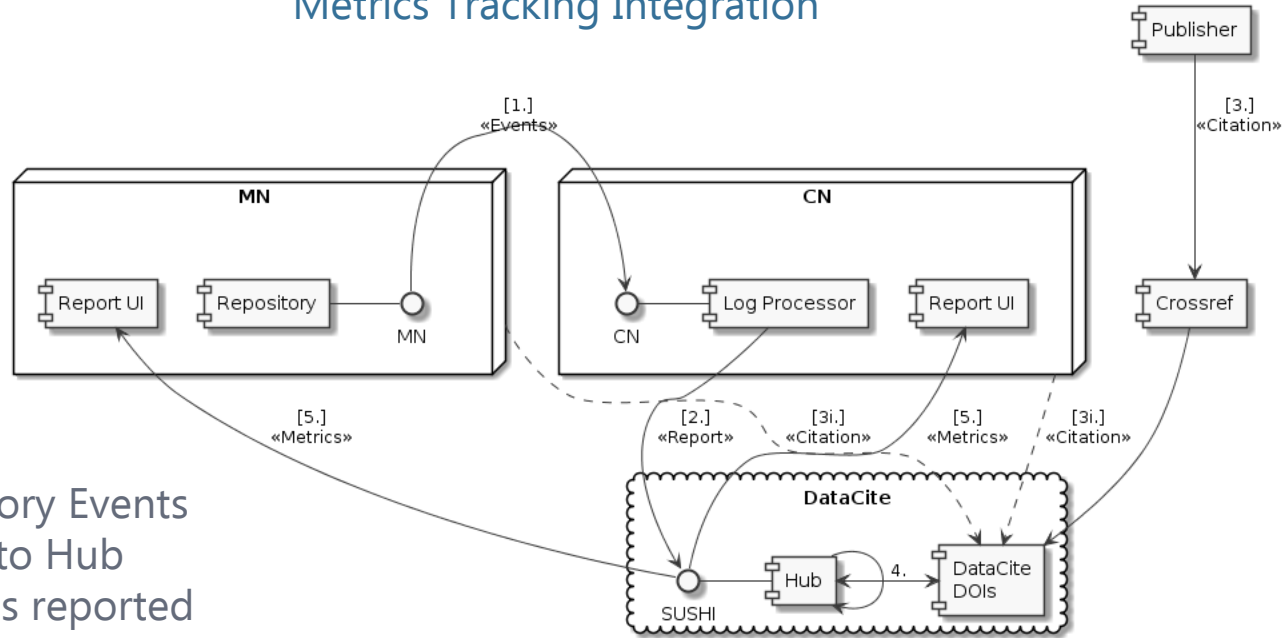 Metrics Tracking Integration
Publisher
[1.]
«Events»
[3.]
«Citation»
MN
CN
Report UI
Repository
MN
CN
Log Processor
Report UI
Crossref
[5.]
«Metrics»
[2.]
«Report»
[3i.]
«Citation»
[5.]
«Metrics»
[3i.]
«Citation»
DataCite
ory Events
to Hub
s reported
SUSHI
Hub
4.
DataCite
DOIs